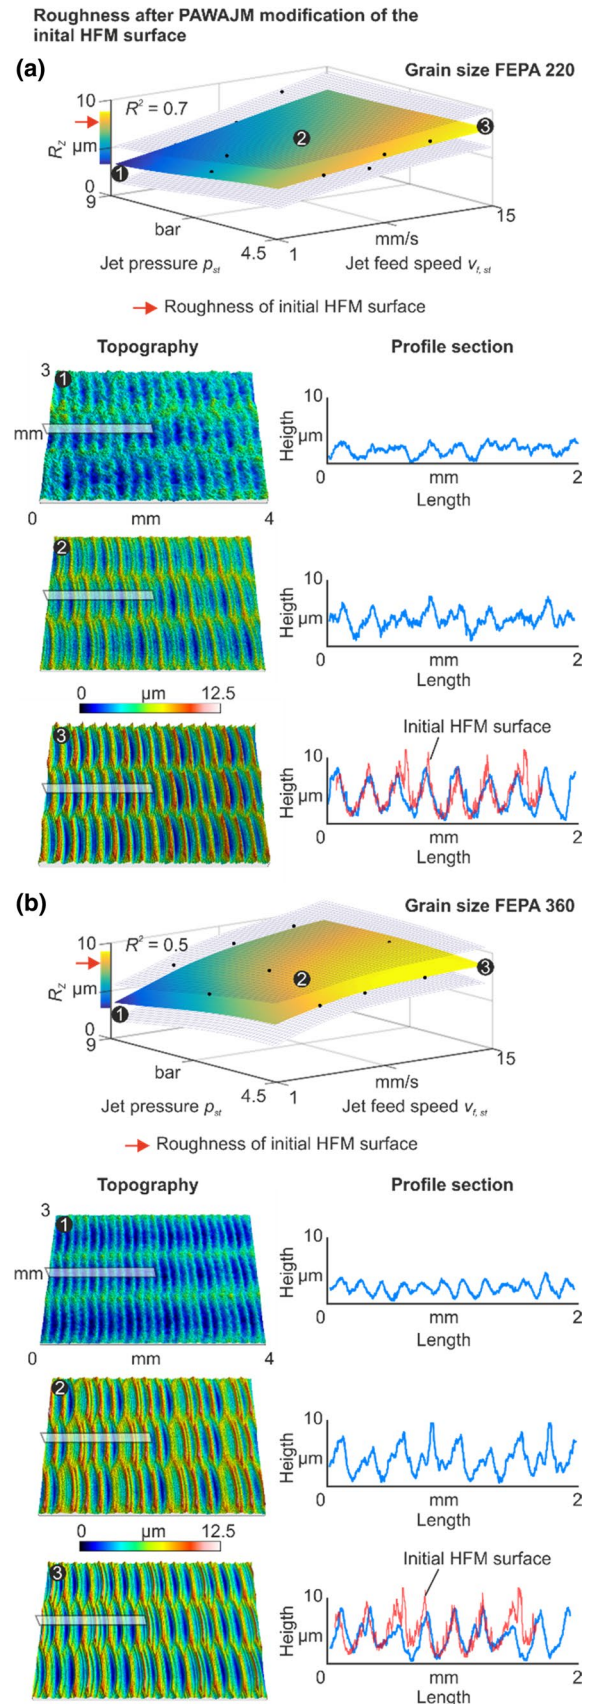 Roughness after PAWAJM modification of the
inital HFM surface
(a)
Grain size FEPA 220
10
R² = 0.7
Rz
µm
0
9
1
2
3
bar
4.5
1
mm/s
15
Jet pressure pst
Jet feed speed vf, st
Roughness of initial HFM surface
Topography
Profile section
3
1
mm
0
mm
4
10
Heigth
µm
0
mm
2
Length
2
10
Heigth
µm
0
mm
2
Length
0
µm
12.5
3
Initial HFM surface
10
Heigth
µm
0
mm
2
Length
(b)
Grain size FEPA 360
10
R² = 0.5
Rz
µm
0
9
1
2
3
bar
4.5
1
mm/s
15
Jet pressure pst
Jet feed speed vf, st
Roughness of initial HFM surface
Topography
Profile section
3
1
mm
0
mm
4
10
Heigth
µm
0
mm
2
Length
2
10
Heigth
µm
0
mm
2
Length
0
µm
12.5
3
Initial HFM surface
10
Heigth
µm
0
mm
2
Length